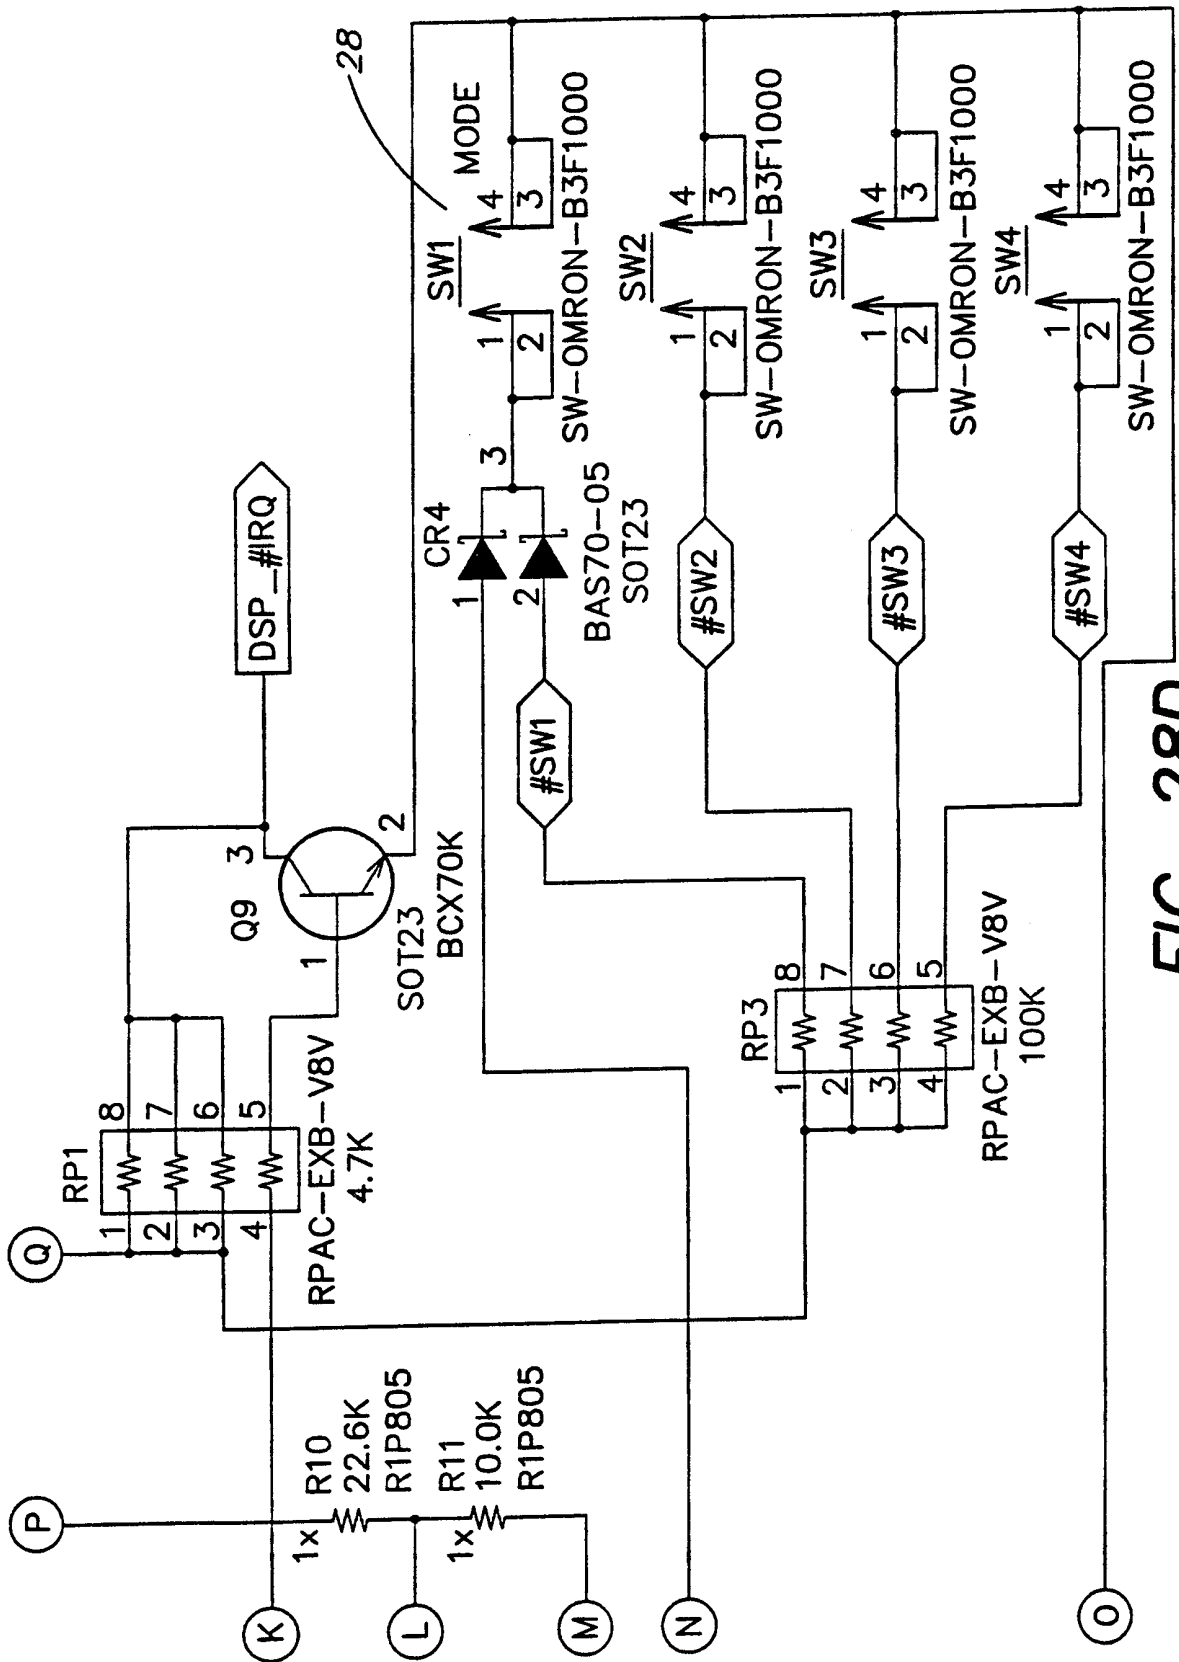 28
MODE
SW1
1
2
4
3
SW-OMRON-B3F1000
SW2
1
2
4
3
SW-OMRON-B3F1000
SW3
1
2
4
3
SW-OMRON-B3F1000
SW4
1
2
4
3
SW-OMRON-B3F1000
DSP_#IRQ
CR4
1
2
3
BAS70-05
SOT23
#SW1
#SW2
#SW3
#SW4
Q9
1
2
3
SOT23
BCX70K
RP1
1
2
3
4
8
7
6
5
RPAC-EXB-V8V
4.7K
RP3
1
2
3
4
8
7
6
5
RPAC-EXB-V8V
100K
R10
22.6K
R1P805
1x
R11
10.0K
R1P805
1x
Q
P
K
L
M
N
O